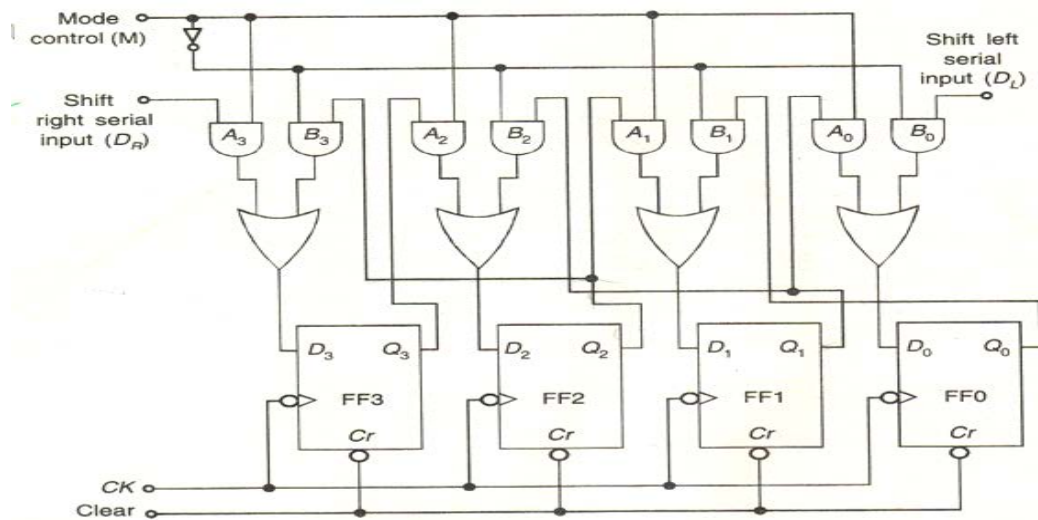 Mode
control (M)
Shift left
serial
input (D_L)
Shift
right serial
input (D_R)
A_3 B_3 A_2 B_2 A_1 B_1 A_0 B_0
D_3 Q_3 D_2 Q_2 D_1 Q_1 D_0 Q_0
FF3 FF2 FF1 FF0
Cr Cr Cr Cr
CK
Clear